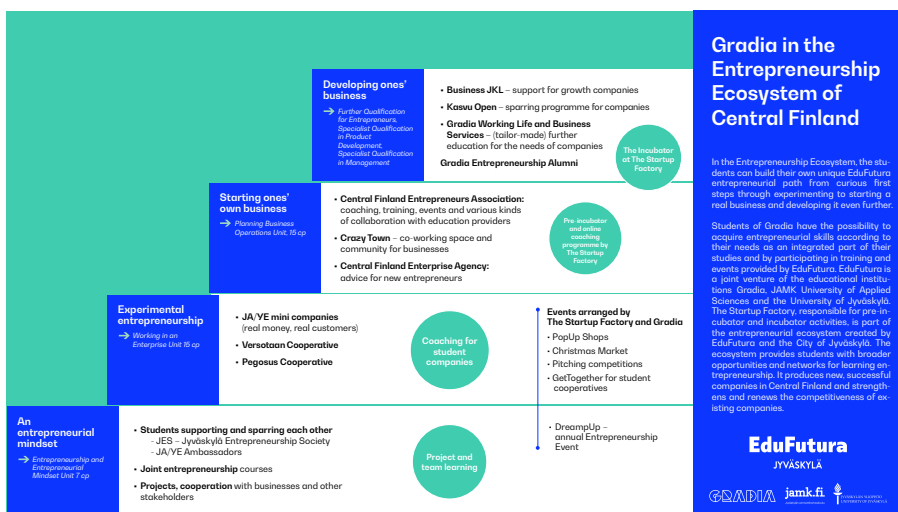 Developing ones'
business
→ Further Qualification
for Entrepreneurs,
Specialist Qualification
in Product
Development,
Specialist Qualification
in Management
• Business JKL – support for growth companies
• Kasvu Open – sparring programme for companies
• Gradia Working Life and Business
Services – (tailor-made) further
education for the needs of companies
Gradia Entrepreneurship Alumni
The Incubator
at The Startup
Factory
Starting ones'
own business
→ Planning Business
Operations Unit, 15 cp
• Central Finland Entrepreneurs Association:
coaching, training, events and various kinds
of collaboration with education providers
• Crazy Town – co-working space and
community for businesses
• Central Finland Enterprise Agency:
advice for new entrepreneurs
Pre-incubator
and online
coaching
programme by
The Startup
Factory
Experimental
entrepreneurship
→ Working in an
Enterprise Unit 15 cp
• JA/YE mini companies
(real money, real customers)
• Versotaan Cooperative
• Pegosus Cooperative
Coaching for
student
companies
Events arranged by
The Startup Factory and Gradia
• PopUp Shops
• Christmas Market
• Pitching competitions
• GetTogether for student
cooperatives
• DreampUp –
annual Entrepreneurship
Event
An
entrepreneurial
mindset
→ Entrepreneurship and
Entrepreneurial
Mindset Unit 7 cp
• Students supporting and sparring each other
- JES – Jyväskylä Entrepreneurship Society
- JA/YE Ambassadors
• Joint entrepreneurship courses
• Projects, cooperation with businesses and other
stakeholders
Project and
team learning
Gradia in the
Entrepreneurship
Ecosystem of
Central Finland
In the Entrepreneurship Ecosystem, the stu-
dents can build their own unique EduFutura
entrepreneurial path from curious first
steps through experimenting to starting a
real business and developing it even further.
Students of Gradia have the possibility to
acquire entrepreneurial skills according to
their needs as an integrated part of their
studies and by participating in training and
events provided by EduFutura. EduFutura is
a joint venture of the educational institu-
tions Gradia, JAMK University of Applied
Sciences and the University of Jyväskylä.
The Startup Factory, responsible for pre-in-
cubator and incubator activities, is part of
the entrepreneurial ecosystem created by
EduFutura and the City of Jyväskylä. The
ecosystem provides students with broader
opportunities and networks for learning en-
trepreneurship. It produces new, successful
companies in Central Finland and strength-
ens and renews the competitiveness of ex-
isting companies.
EduFutura
JYVÄSKYLÄ
GRADIA
jamk.fi
JYVÄSKYLÄN YLIOPISTO
UNIVERSITY OF JYVÄSKYLÄ